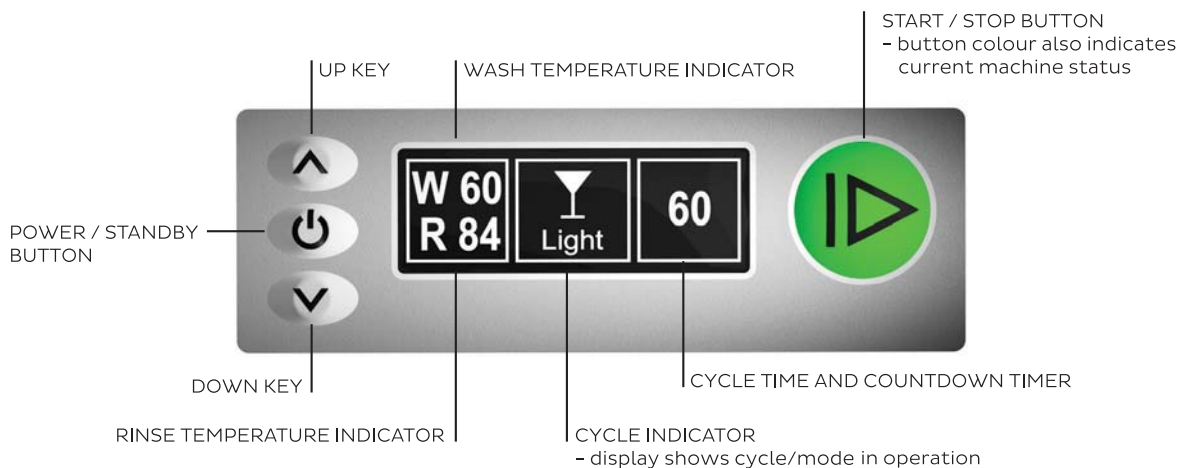 START / STOP BUTTON
– button colour also indicates
current machine status
UP KEY
WASH TEMPERATURE INDICATOR
W 60
R 84
Light
60
POWER / STANDBY
BUTTON
DOWN KEY
CYCLE TIME AND COUNTDOWN TIMER
RINSE TEMPERATURE INDICATOR
CYCLE INDICATOR
– display shows cycle/mode in operation